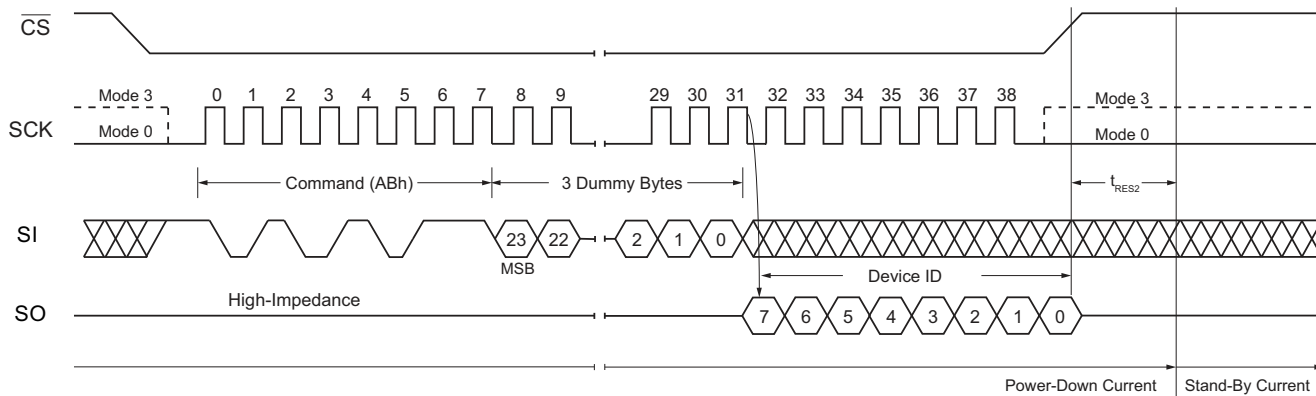 CS
Mode 3
0 1 2 3 4 5 6 7 8 9
29 30 31 32 33 34 35 36 37 38
Mode 3
SCK
Mode 0
Mode 0
Command (ABh)
3 Dummy Bytes
tRES2
SI
23 22
2 1 0
MSB
Device ID
High-Impedance
SO
7 6 5 4 3 2 1 0
Power-Down Current
Stand-By Current